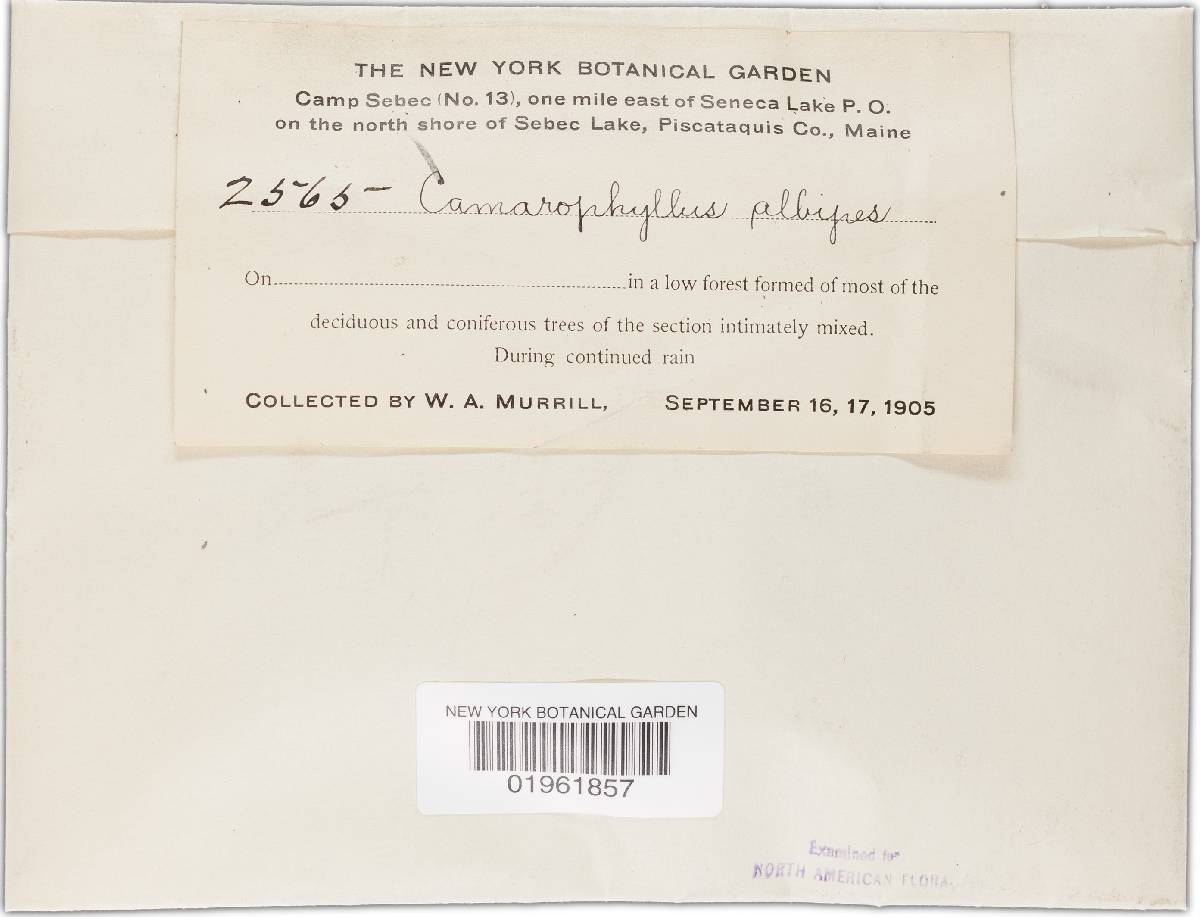 THE NEW YORK BOTANICAL GARDEN
Camp Sebec (No. 13), one mile east of Seneca Lake P. O.
on the north shore of Sebec Lake, Piscataquis Co., Maine
2565- Camarophyllus albipes
On in a low forest formed of most of the
deciduous and coniferous trees of the section intimately mixed.
During continued rain
COLLECTED BY W. A. MURRILL, SEPTEMBER 16, 17, 1905
NEW YORK BOTANICAL GARDEN
01961857
Examined for
NORTH AMERICAN FLORA.